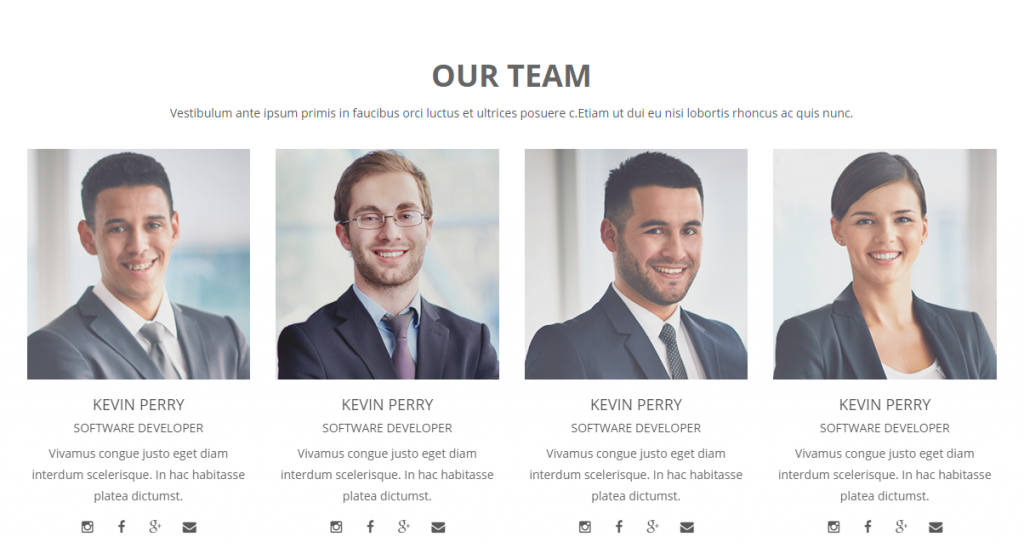 OUR TEAM
Vestibulum ante ipsum primis in faucibus orci luctus et ultrices posuere c.Etiam ut dui eu nisi lobortis rhoncus ac quis nunc.
KEVIN PERRY
SOFTWARE DEVELOPER
Vivamus congue justo eget diam
interdum scelerisque. In hac habitasse
platea dictumst.
KEVIN PERRY
SOFTWARE DEVELOPER
Vivamus congue justo eget diam
interdum scelerisque. In hac habitasse
platea dictumst.
KEVIN PERRY
SOFTWARE DEVELOPER
Vivamus congue justo eget diam
interdum scelerisque. In hac habitasse
platea dictumst.
KEVIN PERRY
SOFTWARE DEVELOPER
Vivamus congue justo eget diam
interdum scelerisque. In hac habitasse
platea dictumst.